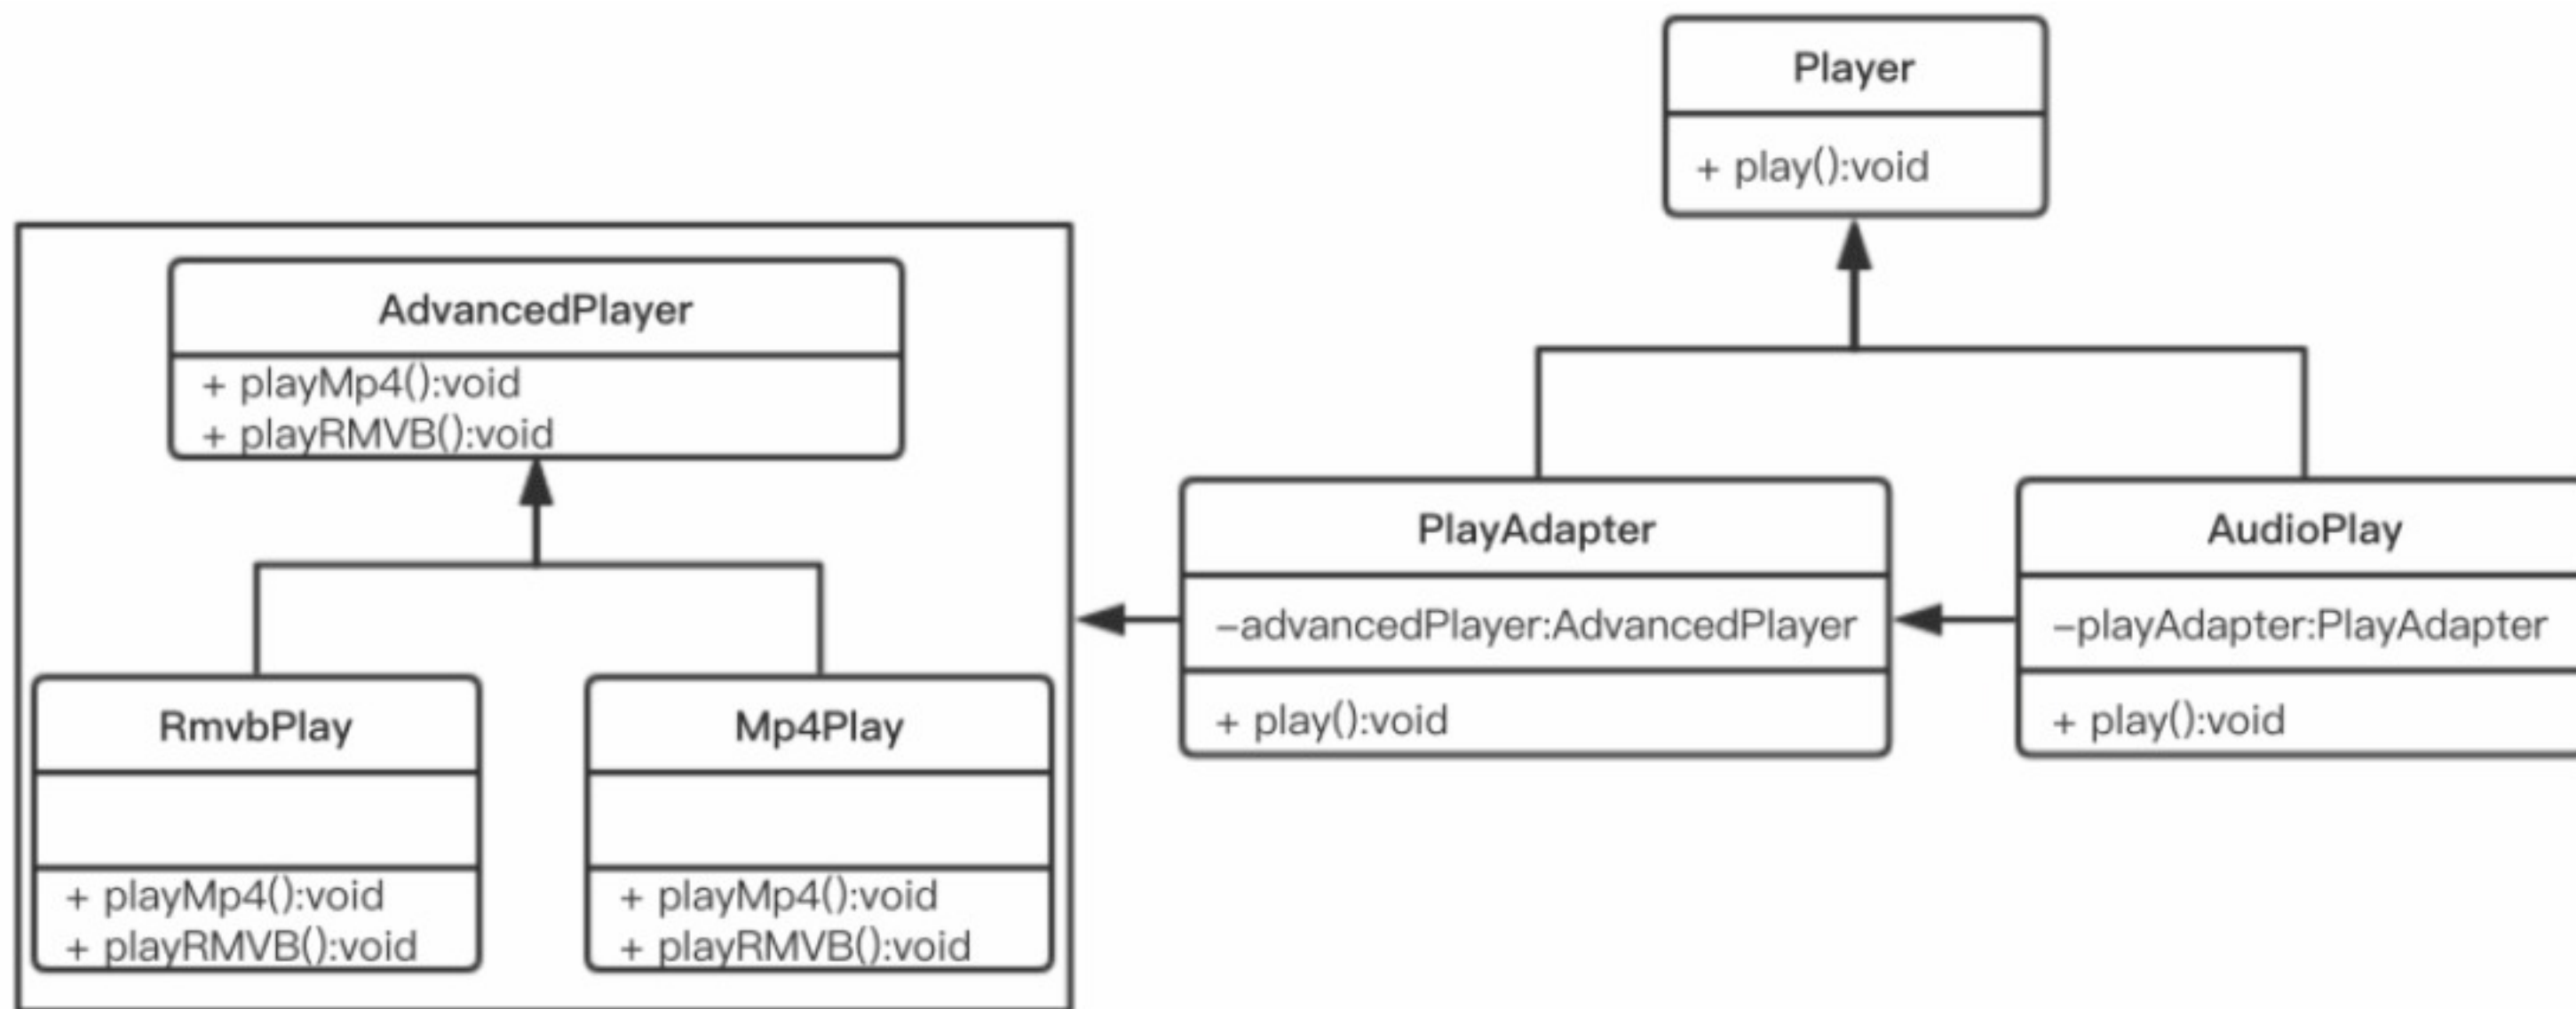 Player
+ play():void
AdvancedPlayer
+ playMp4():void
+ playRMVB():void
PlayAdapter
-advancedPlayer:AdvancedPlayer
+ play():void
AudioPlay
-playAdapter:PlayAdapter
+ play():void
RmvbPlay
+ playMp4():void
+ playRMVB():void
Mp4Play
+ playMp4():void
+ playRMVB():void